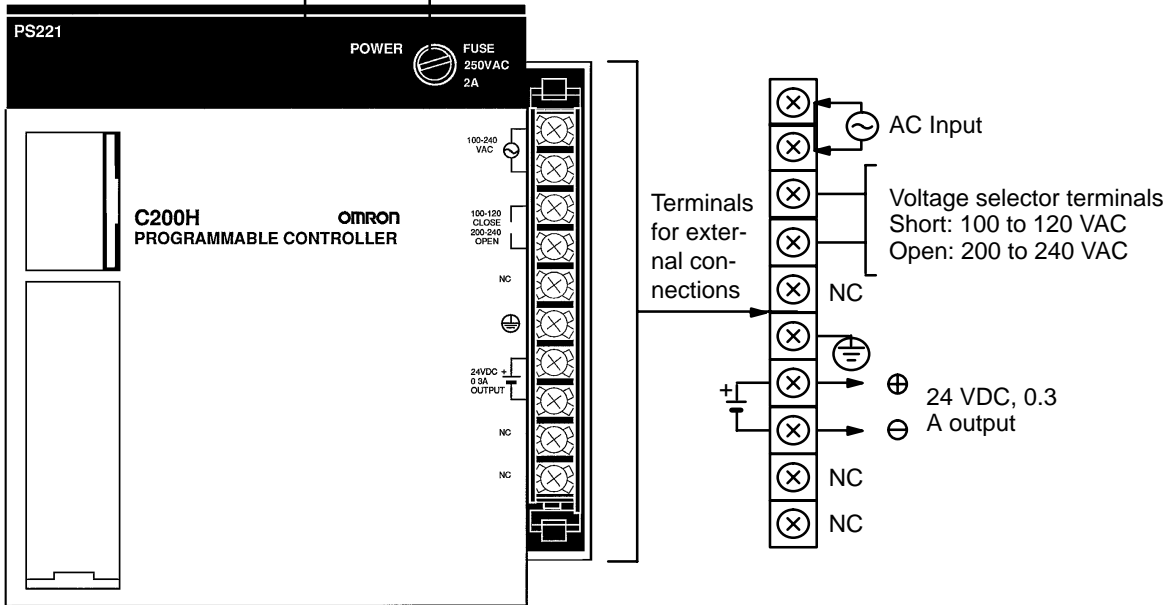 PS221
POWER
FUSE
250VAC
2A
100-240
VAC
100-120
CLOSE
200-240
OPEN
C200H
OMRON
PROGRAMMABLE CONTROLLER
NC
24VDC +
0 3A
OUTPUT
NC
NC
Terminals
for exter-
nal con-
nections
AC Input
Voltage selector terminals
Short: 100 to 120 VAC
Open: 200 to 240 VAC
NC
+
24 VDC, 0.3
A output
NC
NC